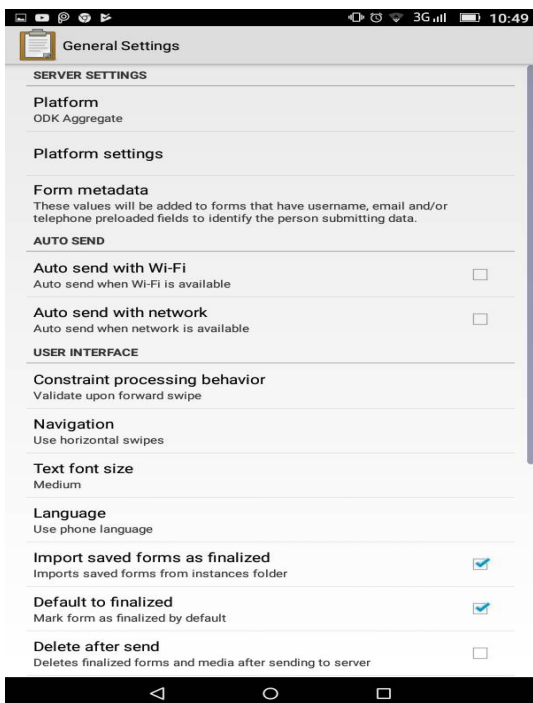 3G 10:49
General Settings
SERVER SETTINGS
Platform
ODK Aggregate
Platform settings
Form metadata
These values will be added to forms that have username, email and/or
telephone preloaded fields to identify the person submitting data.
AUTO SEND
Auto send with Wi-Fi
Auto send when Wi-Fi is available
Auto send with network
Auto send when network is available
USER INTERFACE
Constraint processing behavior
Validate upon forward swipe
Navigation
Use horizontal swipes
Text font size
Medium
Language
Use phone language
Import saved forms as finalized
Imports saved forms from instances folder
Default to finalized
Mark form as finalized by default
Delete after send
Deletes finalized forms and media after sending to server